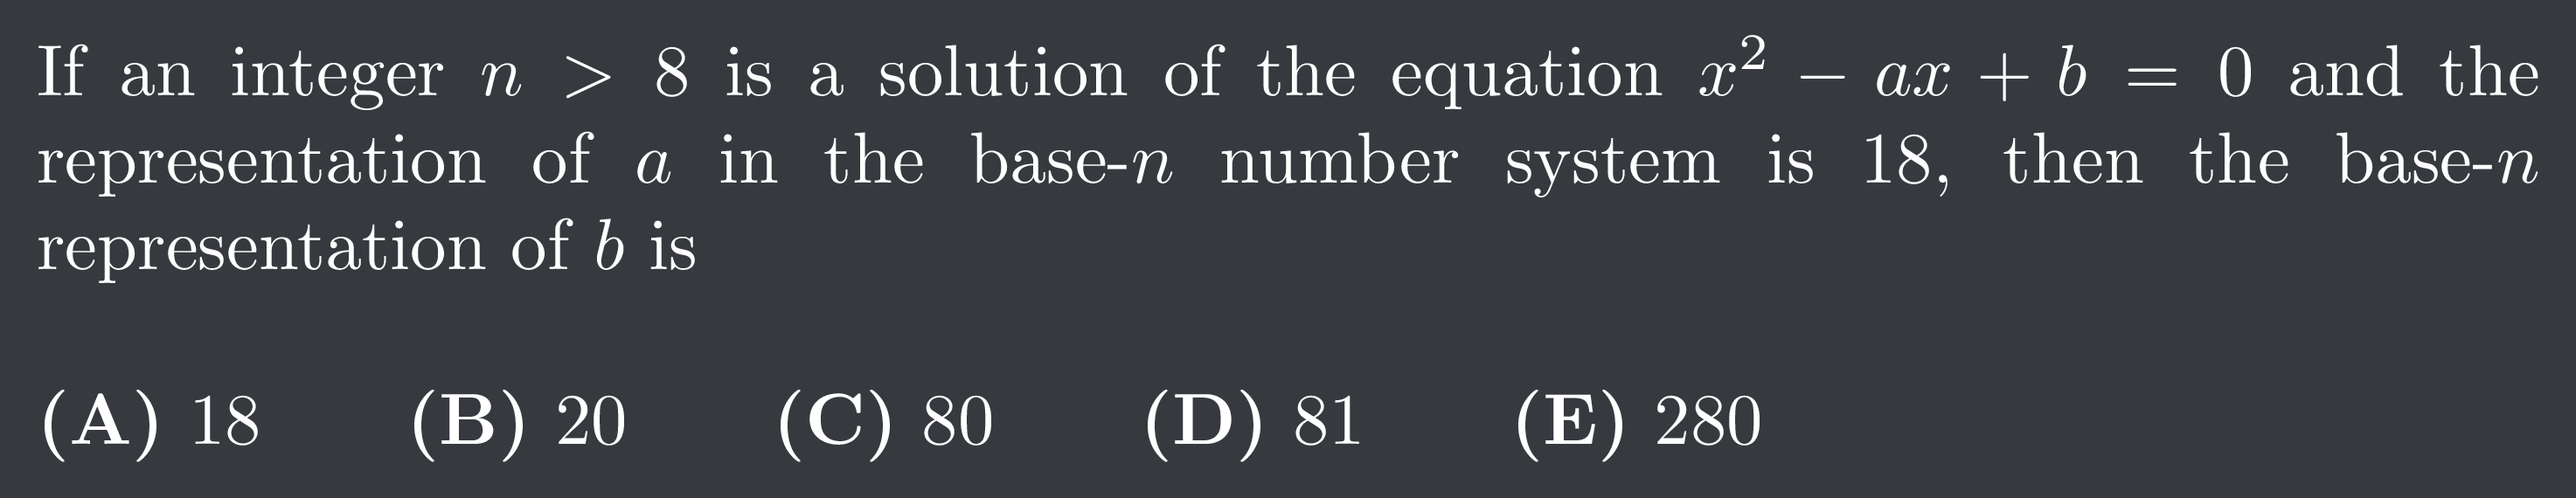 If an integer n > 8 is a solution of the equation x² − ax + b = 0 and the
representation of a in the base-n number system is 18, then the base-n
representation of b is
(A) 18 (B) 20 (C) 80 (D) 81 (E) 280